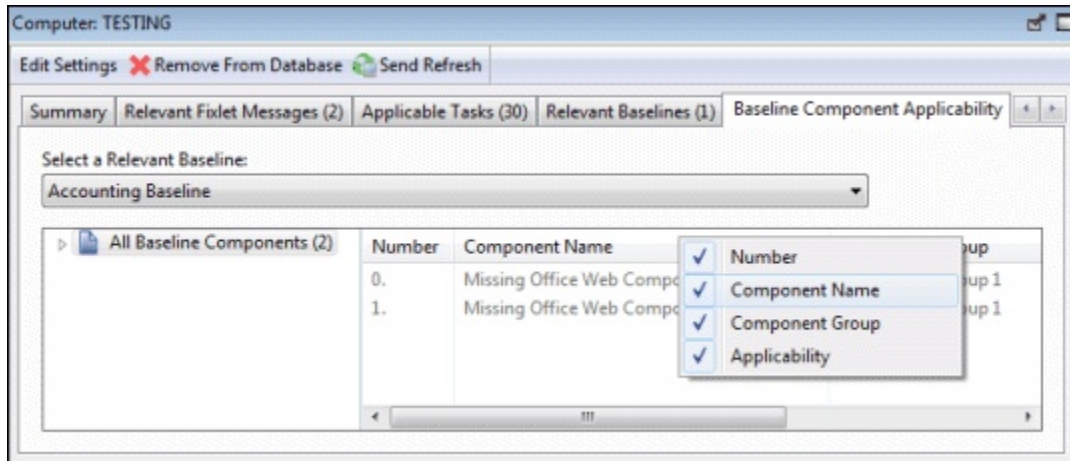 Computer: TESTING
Edit Settings Remove From Database Send Refresh
Summary Relevant Fixlet Messages (2) Applicable Tasks (30) Relevant Baselines (1) Baseline Component Applicability
Select a Relevant Baseline:
Accounting Baseline
All Baseline Components (2) Number Component Name
0. Missing Office Web
1. Missing Office Web
Number
Component Name
Component Group
Applicability